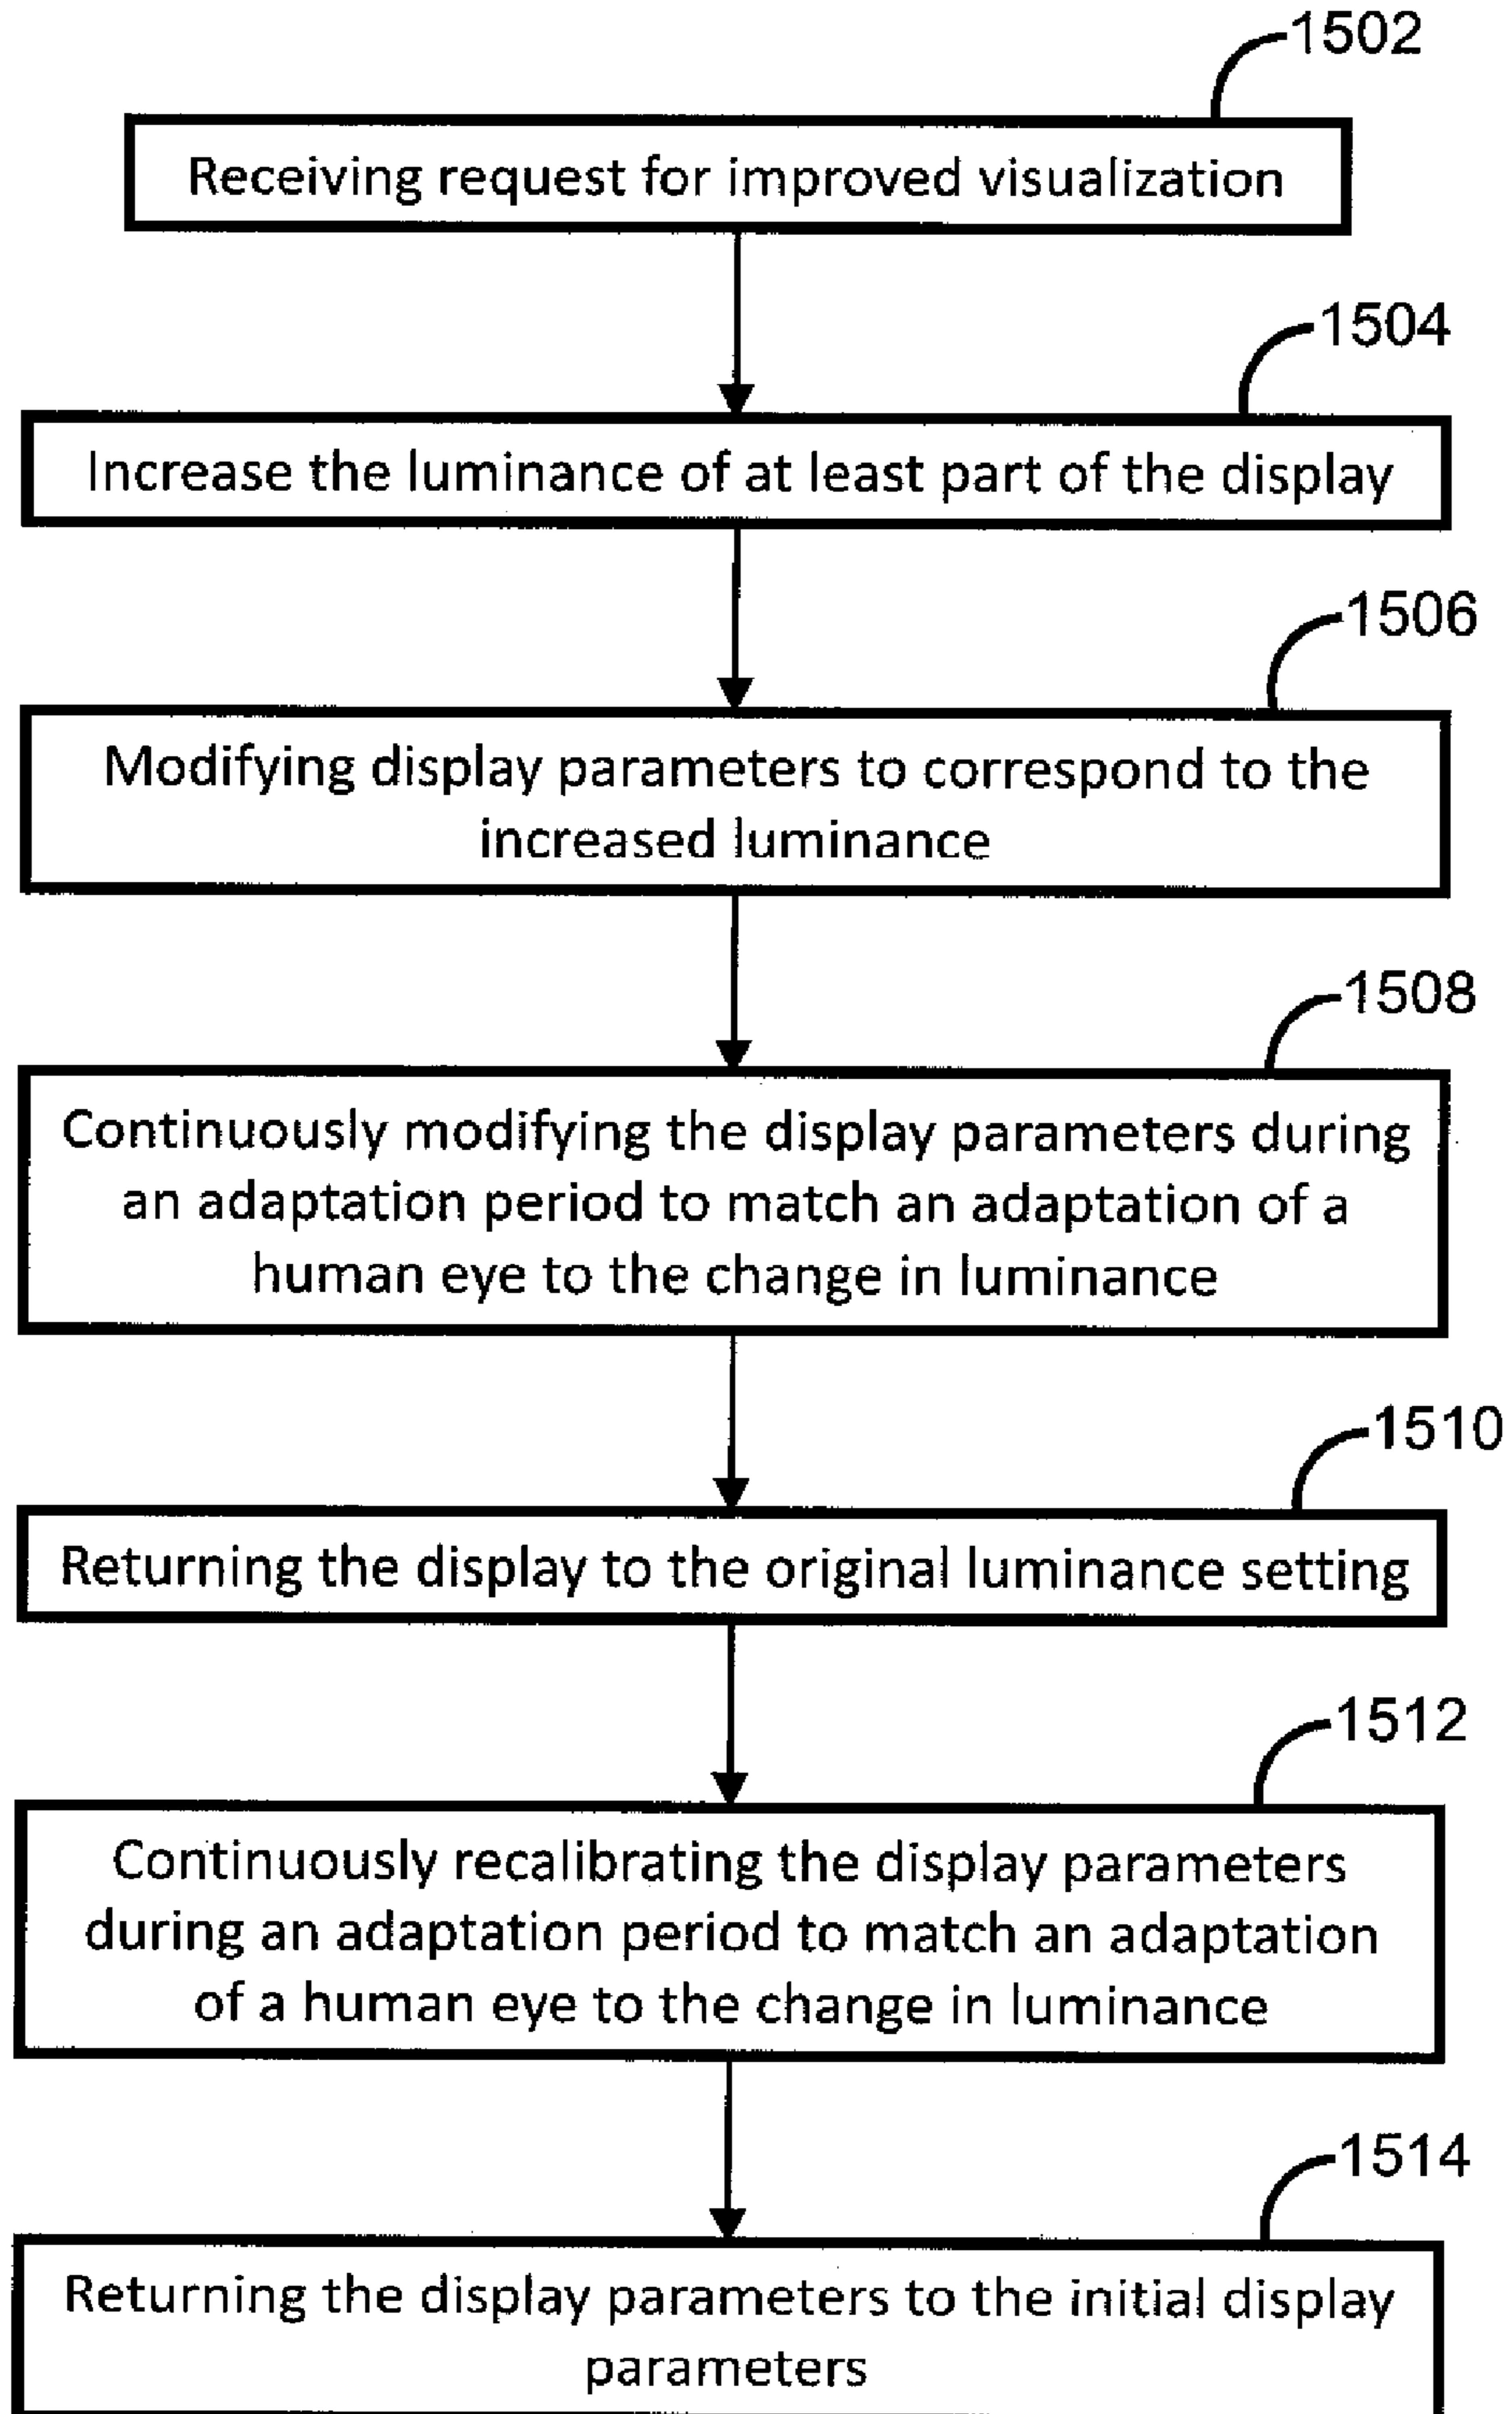 1502
Receiving request for improved visualization
1504
Increase the luminance of at least part of the display
1506
Modifying display parameters to correspond to the
increased luminance
1508
Continuously modifying the display parameters during
an adaptation period to match an adaptation of a
human eye to the change in luminance
1510
Returning the display to the original luminance setting
1512
Continuously recalibrating the display parameters
during an adaptation period to match an adaptation
of a human eye to the change in luminance
1514
Returning the display parameters to the initial display
parameters